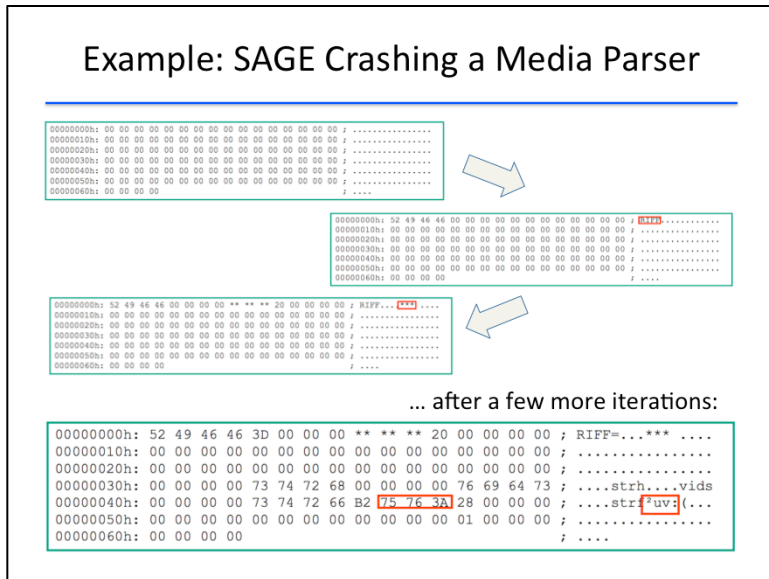 Example: SAGE Crashing a Media Parser
00000000h: 00 00 00 00 00 00 00 00 00 00 00 00 00 00 00 00 ; ................
00000010h: 00 00 00 00 00 00 00 00 00 00 00 00 00 00 00 00 ; ................
00000020h: 00 00 00 00 00 00 00 00 00 00 00 00 00 00 00 00 ; ................
00000030h: 00 00 00 00 00 00 00 00 00 00 00 00 00 00 00 00 ; ................
00000040h: 00 00 00 00 00 00 00 00 00 00 00 00 00 00 00 00 ; ................
00000050h: 00 00 00 00 00 00 00 00 00 00 00 00 00 00 00 00 ; ................
00000060h: 00 00 00 00 ; ....
00000000h: 52 49 46 46 00 00 00 00 00 00 00 00 00 00 00 00 ; RIFF............
00000010h: 00 00 00 00 00 00 00 00 00 00 00 00 00 00 00 00 ; ................
00000020h: 00 00 00 00 00 00 00 00 00 00 00 00 00 00 00 00 ; ................
00000030h: 00 00 00 00 00 00 00 00 00 00 00 00 00 00 00 00 ; ................
00000040h: 00 00 00 00 00 00 00 00 00 00 00 00 00 00 00 00 ; ................
00000050h: 00 00 00 00 00 00 00 00 00 00 00 00 00 00 00 00 ; ................
00000060h: 00 00 00 00 ; ....
00000000h: 52 49 46 46 00 00 00 00 ** ** ** 20 00 00 00 00 ; RIFF....*** ....
00000010h: 00 00 00 00 00 00 00 00 00 00 00 00 00 00 00 00 ; ................
00000020h: 00 00 00 00 00 00 00 00 00 00 00 00 00 00 00 00 ; ................
00000030h: 00 00 00 00 00 00 00 00 00 00 00 00 00 00 00 00 ; ................
00000040h: 00 00 00 00 00 00 00 00 00 00 00 00 00 00 00 00 ; ................
00000050h: 00 00 00 00 00 00 00 00 00 00 00 00 00 00 00 00 ; ................
00000060h: 00 00 00 00 ; ....
... after a few more iterations:
00000000h: 52 49 46 46 3D 00 00 00 ** ** ** 20 00 00 00 00 ; RIFF=...*** ....
00000010h: 00 00 00 00 00 00 00 00 00 00 00 00 00 00 00 00 ; ................
00000020h: 00 00 00 00 00 00 00 00 00 00 00 00 00 00 00 00 ; ................
00000030h: 00 00 00 00 73 74 72 68 00 00 00 00 76 69 64 73 ; ....strh....vids
00000040h: 00 00 00 00 73 74 72 66 B2 75 76 3A 28 00 00 00 ; ....strf²uv:(...
00000050h: 00 00 00 00 00 00 00 00 00 00 00 00 01 00 00 00 ; ................
00000060h: 00 00 00 00 ; ....